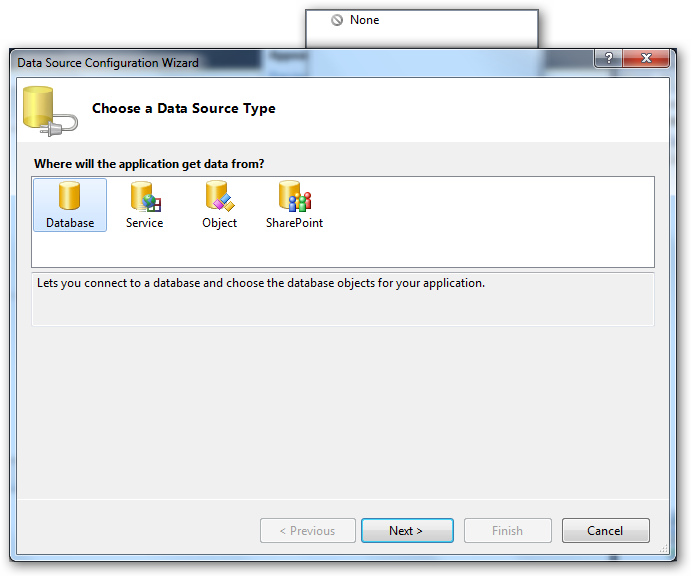 None
Data Source Configuration Wizard
?
Choose a Data Source Type
Where will the application get data from?
Database Service Object SharePoint
Lets you connect to a database and choose the database objects for your application.
< Previous Next > Finish Cancel